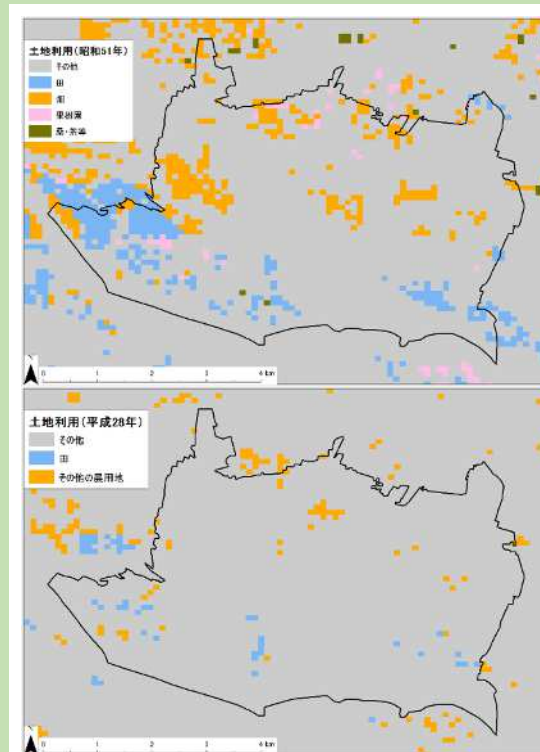 土地利用(昭和51年)
その他
田
畑
果樹園
桑・茶等
0 1 2 3 4 km
土地利用(平成28年)
その他
田
その他の農用地
0 1 2 3 4 km